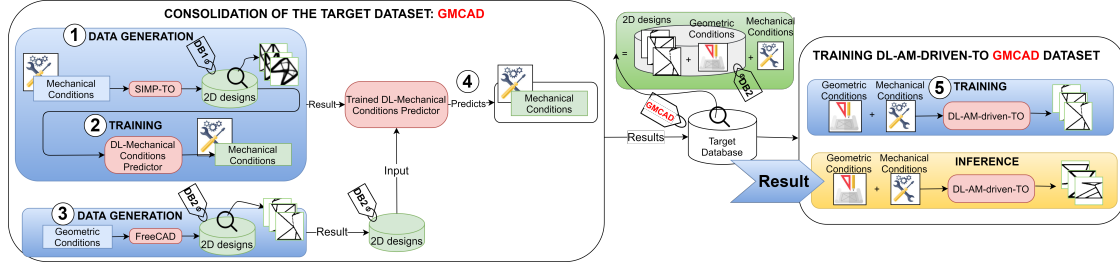 CONSOLIDATION OF THE TARGET DATASET: GMCAD
1 DATA GENERATION
Mechanical
Conditions
SIMP-TO
DB1
2D designs
2 TRAINING
DL-Mechanical
Conditions
Predictor
Mechanical
Conditions
Result
Trained DL-Mechanical
Conditions Predictor
Predicts
4
Mechanical
Conditions
Input
3 DATA GENERATION
Geometric
Conditions
FreeCAD
DB2
2D designs
Result
DB2
2D designs
2D designs
Geometric
Conditions
Mechanical
Conditions
=
+
+
DB2
GMCAD
Results
Target
Database
Result
TRAINING DL-AM-DRIVEN-TO GMCAD DATASET
Geometric
Conditions
Mechanical
Conditions
5 TRAINING
+
DL-AM-driven-TO
Geometric
Conditions
Mechanical
Conditions
INFERENCE
+
DL-AM-driven-TO